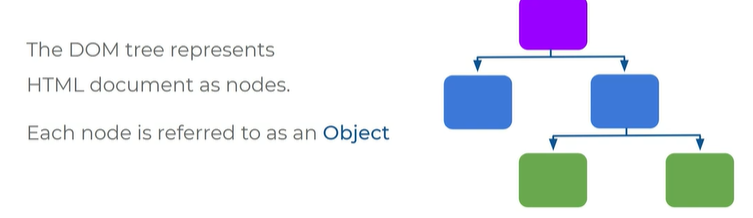 The DOM tree represents
HTML document as nodes.
Each node is referred to as an Object